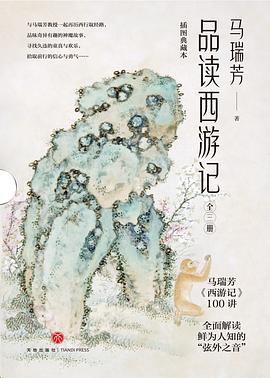 与马瑞芳教授一起再历西行取经路，
品味奇异有趣的神魔故事，
寻找久违的童真与欢乐，
拾取前行的信心与勇气……
马瑞芳
著
品读西游记
全三册
插图典藏本
马瑞芳
《西游记》
100讲
全面解读
鲜为人知的
“弦外之音”
天地出版社 | TIANDI PRESS